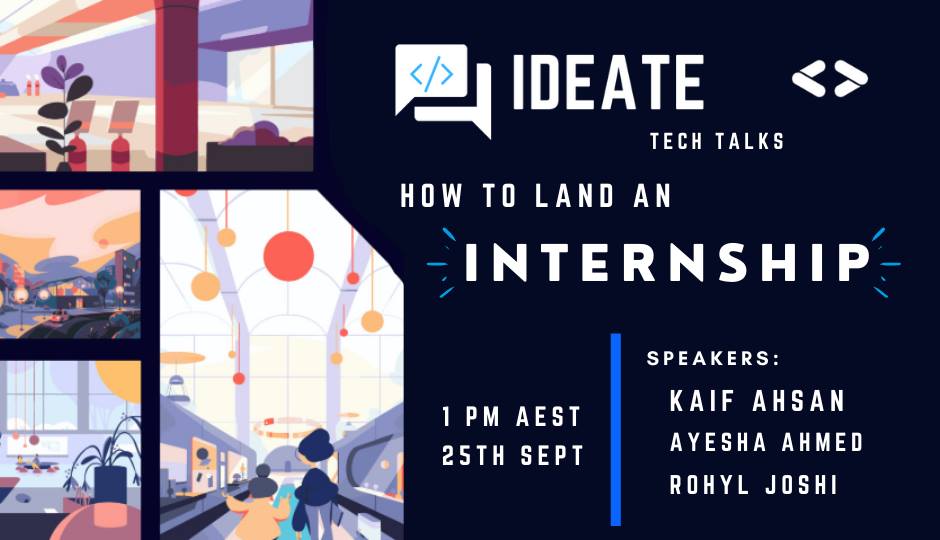 IDEATE
TECH TALKS
HOW TO LAND AN
INTERNSHIP
1 PM AEST
25TH SEPT
SPEAKERS:
KAIF AHSAN
AYESHA AHMED
ROHYL JOSHI